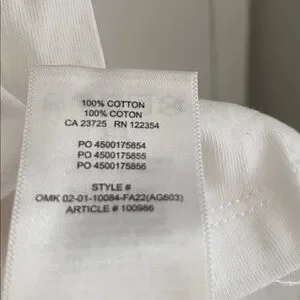 100% COTTON
100% COTON
CA 23725 RN 122354
PO 4500175854
PO 4500175855
PO 4500175856
STYLE #
OMK 02-01-10084-FA22(AG603)
ARTICLE # 100986